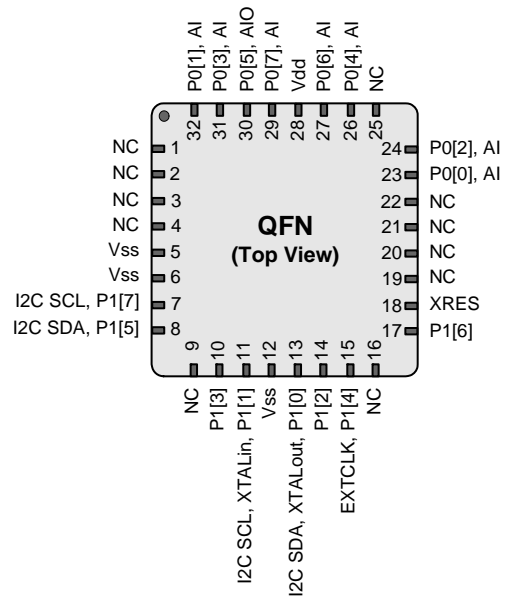 P0[1], AI
P0[3], AI
P0[5], AIO
P0[7], AI
Vdd
P0[6], AI
P0[4], AI
NC
32
31
30
29
28
27
26
25
NC 1
NC 2
NC 3
NC 4
Vss 5
Vss 6
I2C SCL, P1[7] 7
I2C SDA, P1[5] 8
QFN
(Top View)
24 P0[2], AI
23 P0[0], AI
22 NC
21 NC
20 NC
19 NC
18 XRES
17 P1[6]
9
10
11
12
13
14
15
16
NC
P1[3]
I2C SCL, XTALin, P1[1]
Vss
I2C SDA, XTALout, P1[0]
P1[2]
EXTCLK, P1[4]
NC